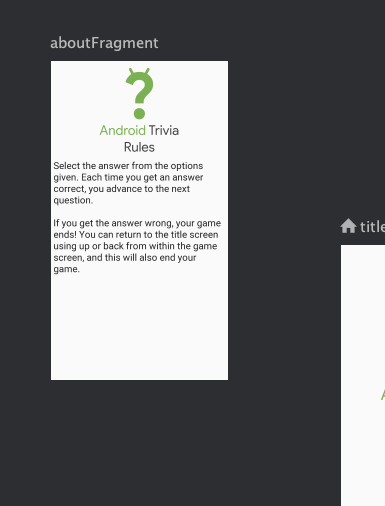 aboutFragment
Android Trivia
Rules
Select the answer from the options
given. Each time you get an answer
correct, you advance to the next
question.
If you get the answer wrong, your game
ends! You can return to the title screen
using up or back from within the game
screen, and this will also end your
game.
title
A